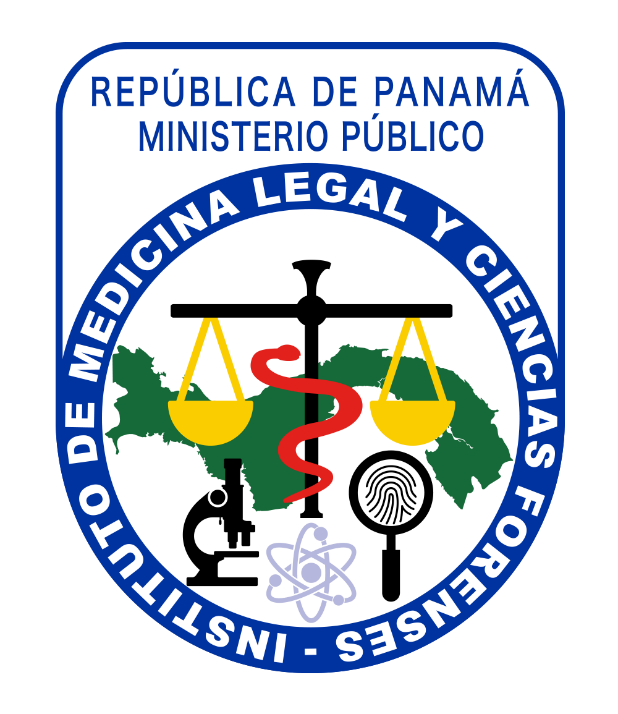 REPÚBLICA DE PANAMÁ
MINISTERIO PÚBLICO
INSTITUTO DE MEDICINA LEGAL Y CIENCIAS FORENSES -